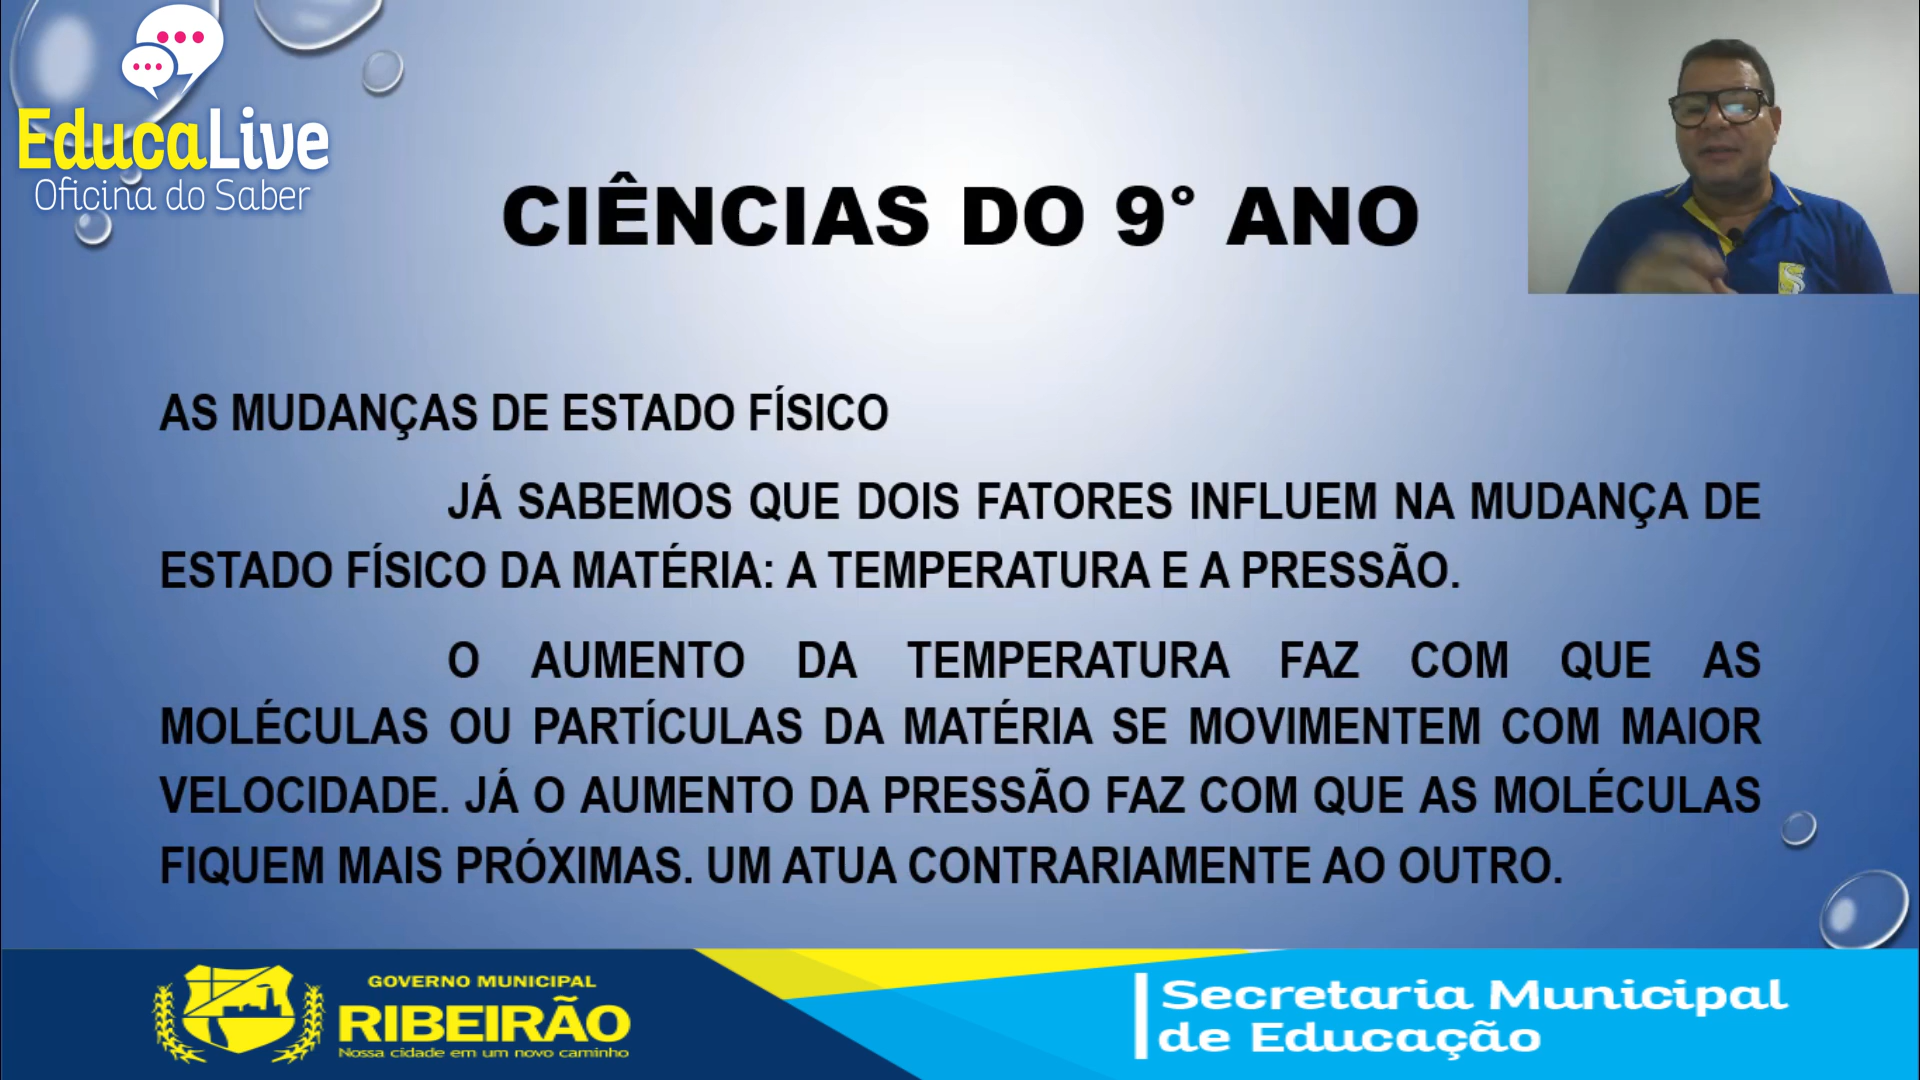 EducaLive
Oficina do Saber
CIÊNCIAS DO 9° ANO
AS MUDANÇAS DE ESTADO FÍSICO
JÁ SABEMOS QUE DOIS FATORES INFLUEM NA MUDANÇA DE
ESTADO FÍSICO DA MATÉRIA: A TEMPERATURA E A PRESSÃO.
O AUMENTO DA TEMPERATURA FAZ COM QUE AS
MOLÉCULAS OU PARTÍCULAS DA MATÉRIA SE MOVIMENTEM COM MAIOR
VELOCIDADE. JÁ O AUMENTO DA PRESSÃO FAZ COM QUE AS MOLÉCULAS
FIQUEM MAIS PRÓXIMAS. UM ATUA CONTRARIAMENTE AO OUTRO.
GOVERNO MUNICIPAL
RIBEIRÃO
Nossa cidade em um novo caminho
Secretaria Municipal
de Educação